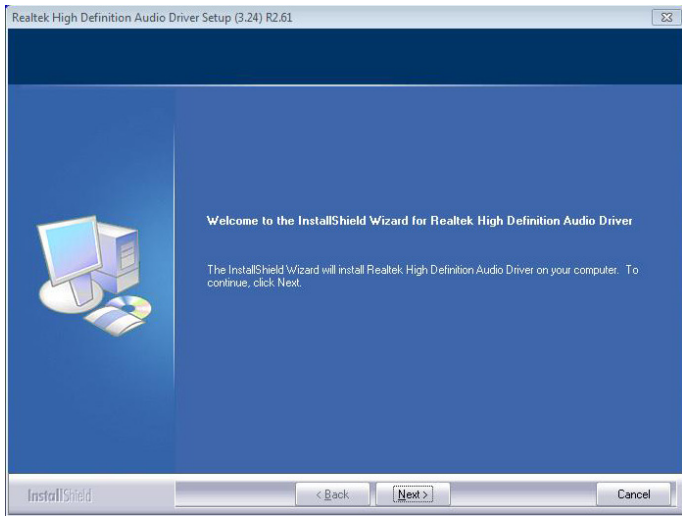 Realtek High Definition Audio Driver Setup (3.24) R2.61
Welcome to the InstallShield Wizard for Realtek High Definition Audio Driver
The InstallShield Wizard will install Realtek High Definition Audio Driver on your computer. To
continue, click Next.
InstallShield
< Back
Next >
Cancel